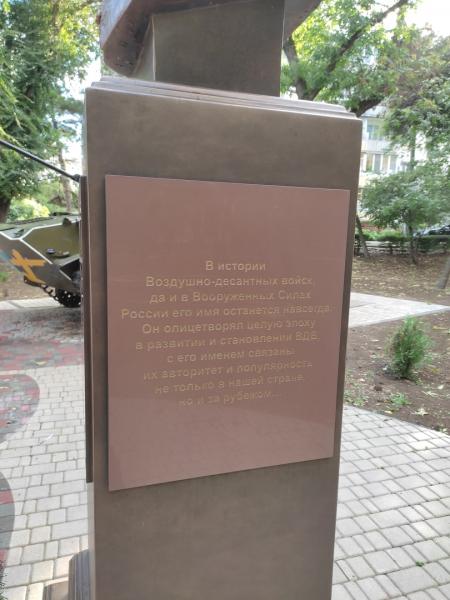 В истории
Воздушно-десантных войск,
да и в Вооруженных Силах
России его имя останется навсегда.
Он олицетворял целую эпоху
в развитии и становлении ВДВ,
с его именем связаны
их авторитет и популярность
не только в нашей стране,
но и за рубежом...